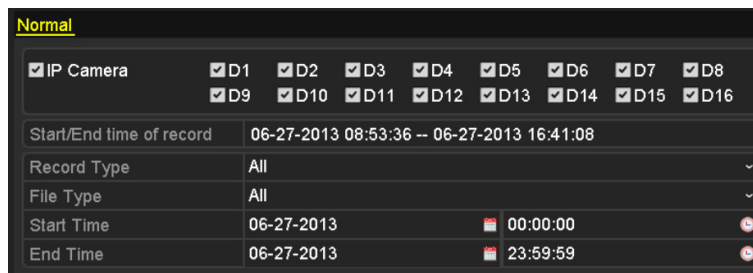 Normal
IP Camera D1 D2 D3 D4 D5 D6 D7 D8
D9 D10 D11 D12 D13 D14 D15 D16
Start/End time of record 06-27-2013 08:53:36 -- 06-27-2013 16:41:08
Record Type All
File Type All
Start Time 06-27-2013 00:00:00
End Time 06-27-2013 23:59:59